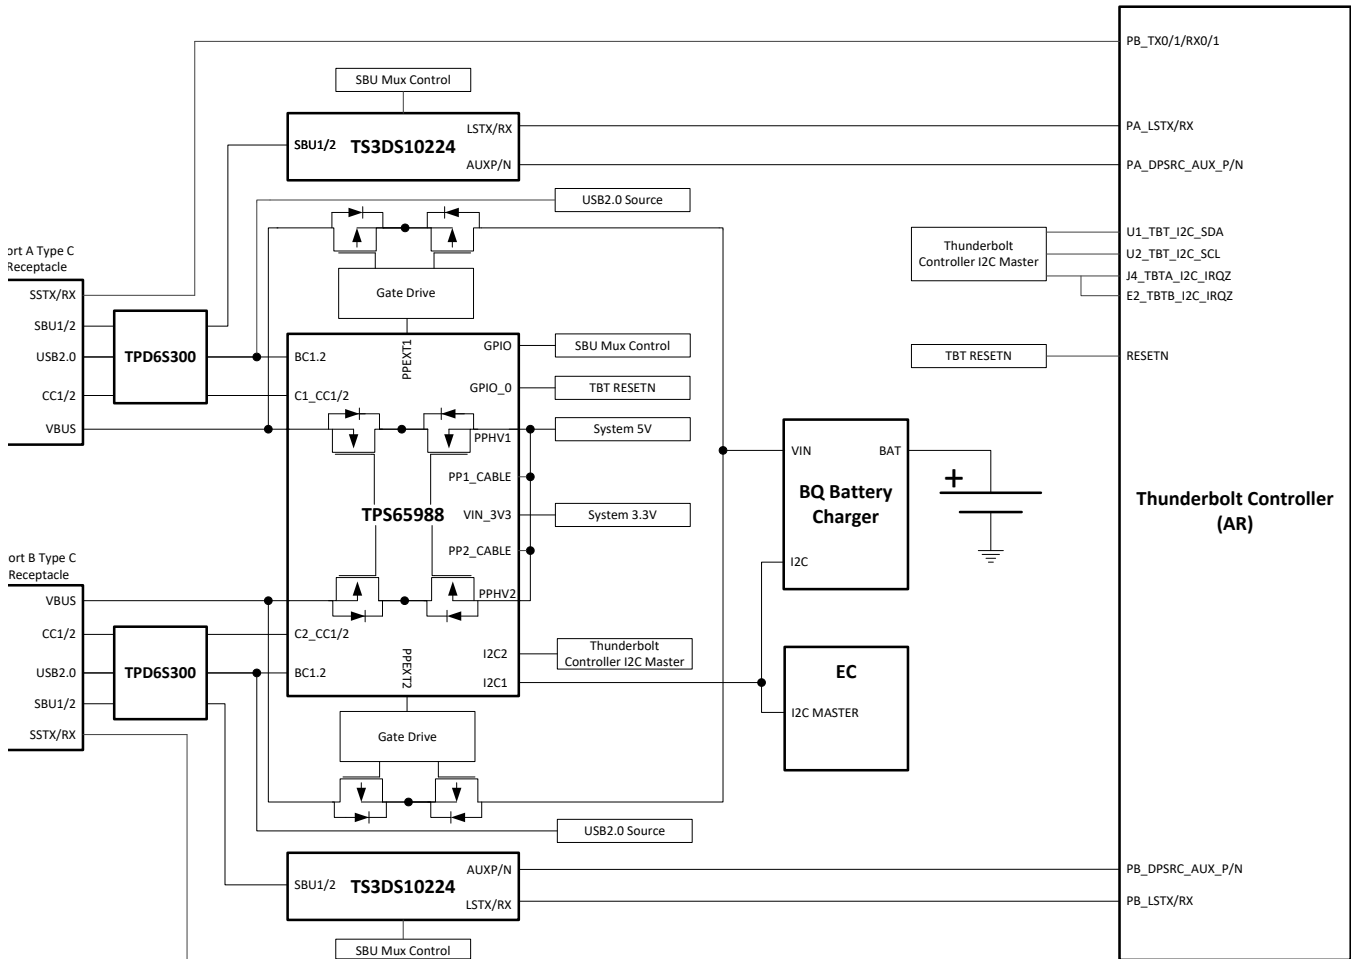 PB_TX0/1/RX0/1
SBU Mux Control
LSTX/RX
SBU1/2
TS3DS10224
AUXP/N
PA_LSTX/RX
PA_DPSRC_AUX_P/N
USB2.0 Source
U1_TBT_I2C_SDA
Thunderbolt
Controller I2C Master
U2_TBT_I2C_SCL
J4_TBTA_I2C_IRQZ
E2_TBTB_I2C_IRQZ
ort A Type C
Receptacle
SSTX/RX
SBU1/2
USB2.0
CC1/2
VBUS
TPD6S300
Gate Drive
PPEXT1
BC1.2
C1_CC1/2
GPIO
SBU Mux Control
GPIO_0
TBT RESETN
TBT RESETN
RESETN
PPHV1
System 5V
PP1_CABLE
TPS65988
VIN_3V3
System 3.3V
PP2_CABLE
PPHV2
VIN
BAT
BQ Battery
Charger
I2C
+
Thunderbolt Controller
(AR)
ort B Type C
Receptacle
VBUS
CC1/2
USB2.0
SBU1/2
SSTX/RX
TPD6S300
C2_CC1/2
BC1.2
PPEXT2
I2C2
Thunderbolt
Controller I2C Master
I2C1
EC
I2C MASTER
Gate Drive
USB2.0 Source
AUXP/N
SBU1/2
TS3DS10224
LSTX/RX
PB_DPSRC_AUX_P/N
PB_LSTX/RX
SBU Mux Control